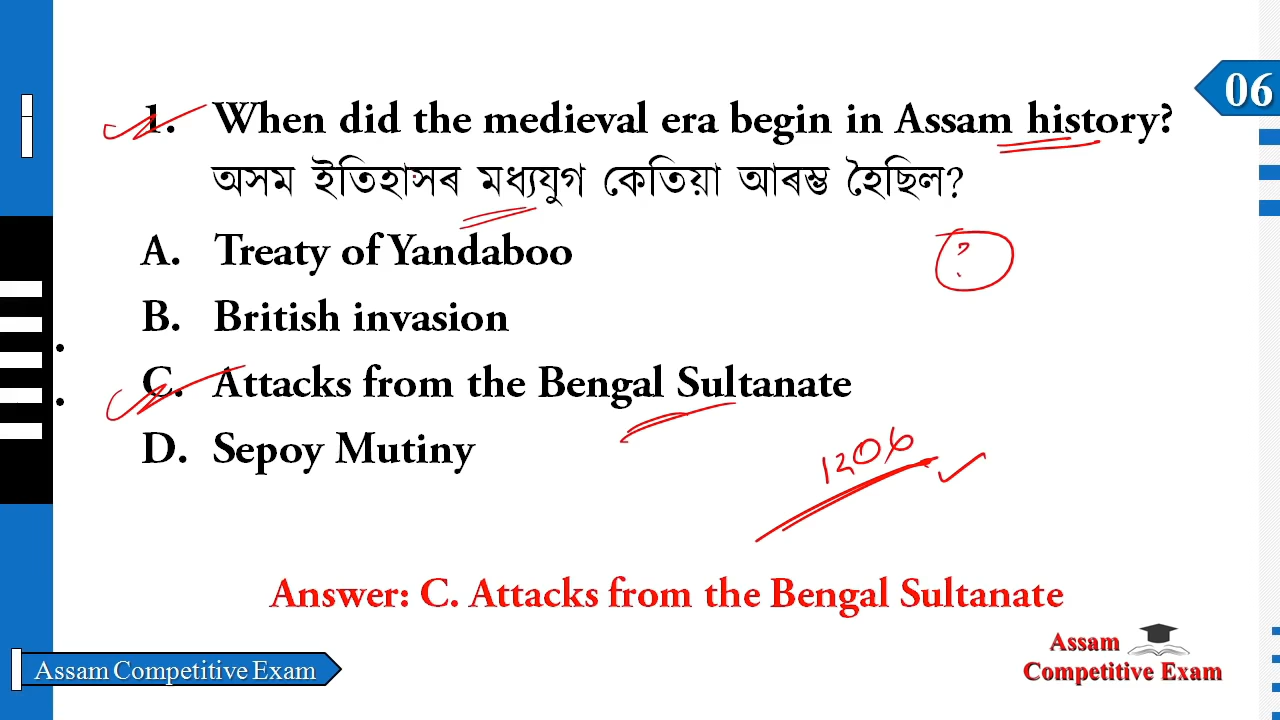 06
1. When did the medieval era begin in Assam history?
অসম ইতিহাসৰ মধ্যযুগ কেতিয়া আৰম্ভ হৈছিল?
A. Treaty of Yandaboo
?
B. British invasion
C. Attacks from the Bengal Sultanate
D. Sepoy Mutiny
1206
Answer: C. Attacks from the Bengal Sultanate
Assam Competitive Exam
Assam
Competitive Exam